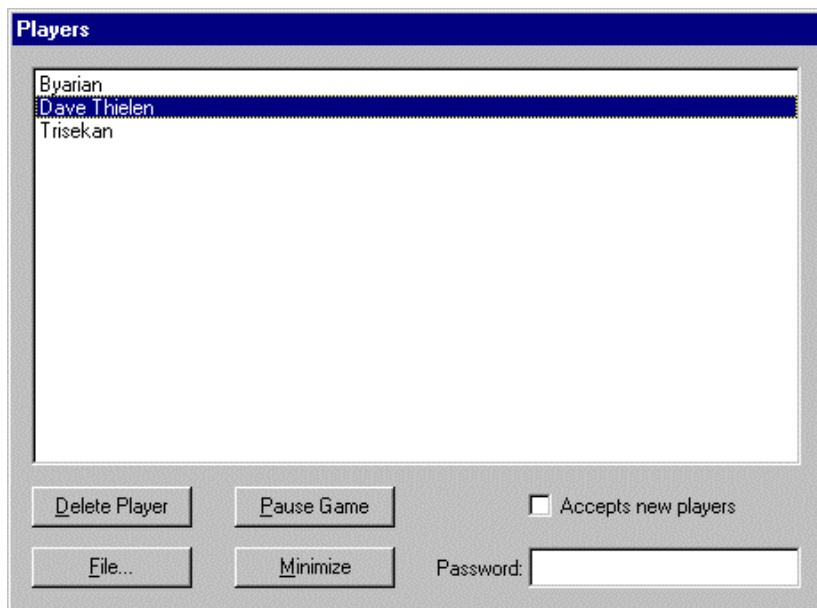 Players
Byarian
Dave Thielen
Trisekan
Delete Player
Pause Game
Accepts new players
File...
Minimize
Password: